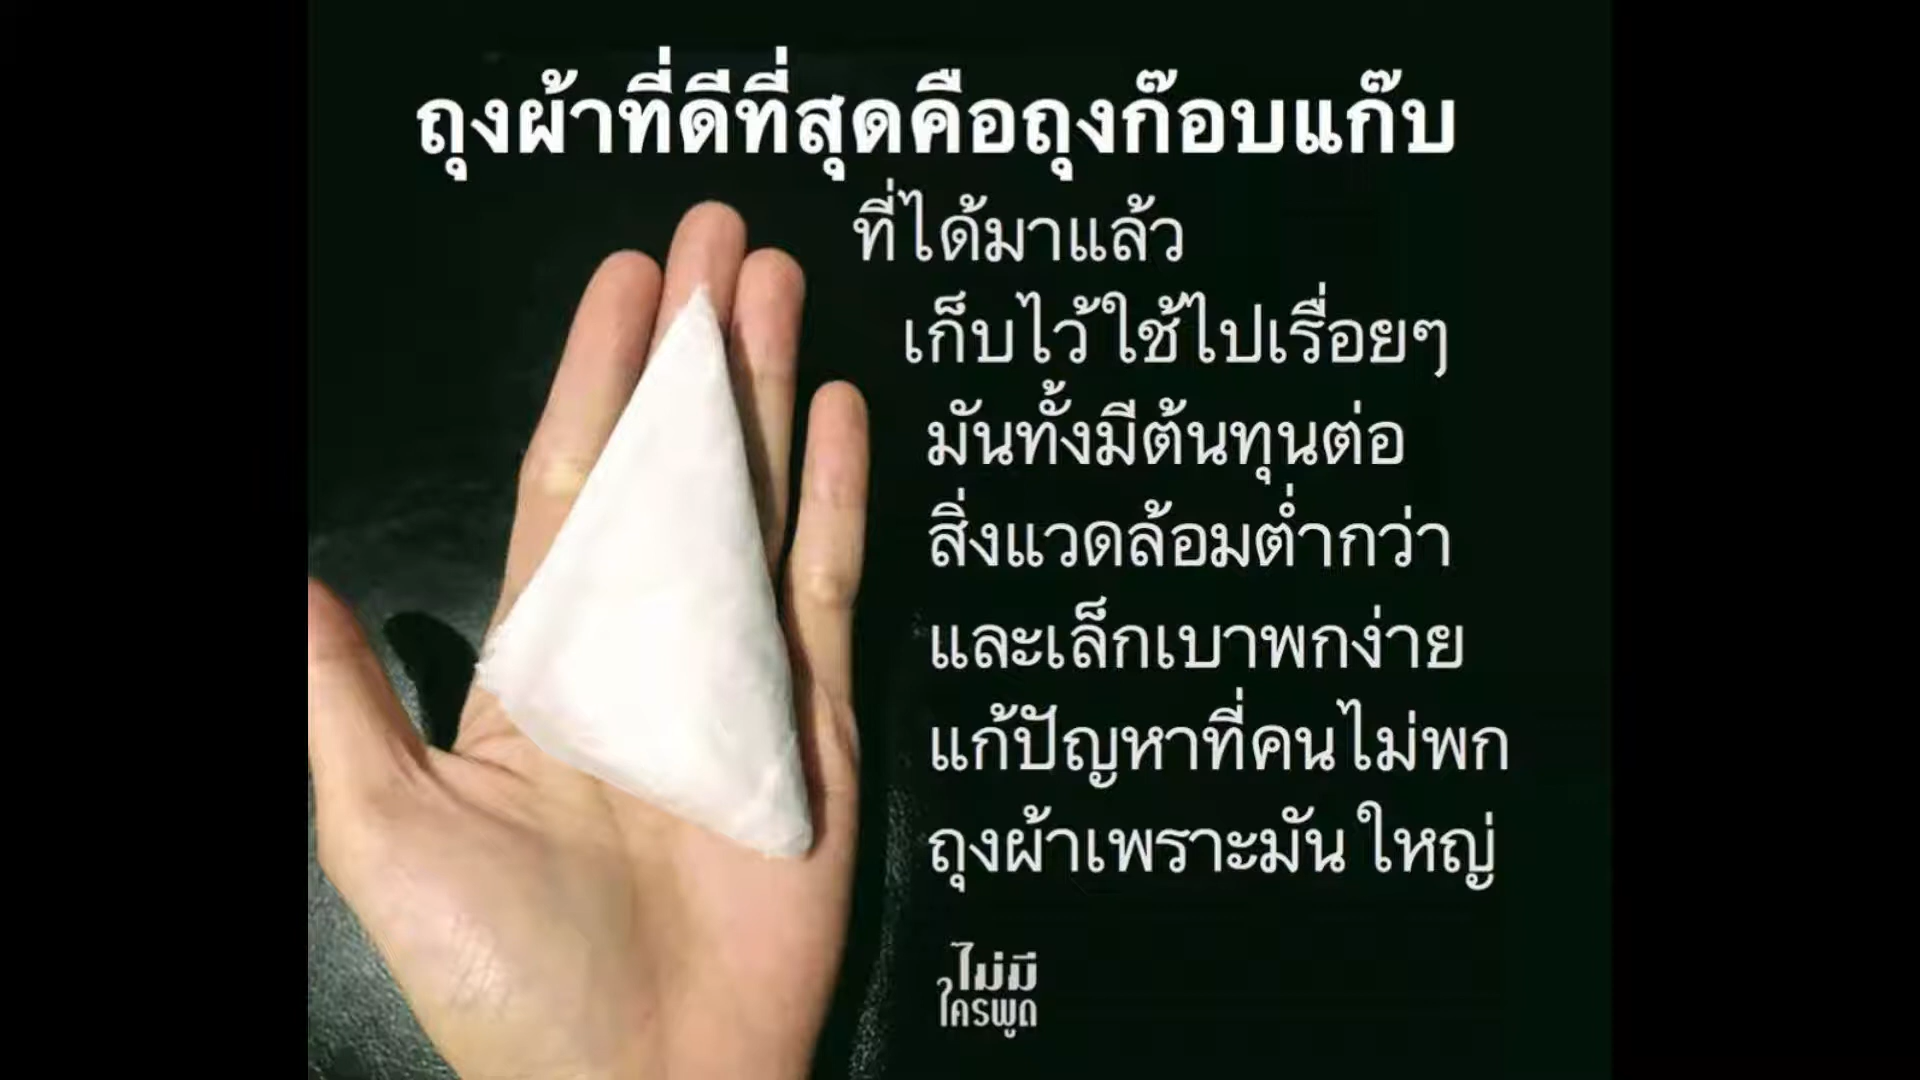 ถุงผ้าที่ดีที่สุดคือถุงก๊อบแก๊บ
ที่ได้มาแล้ว
เก็บไว้ใช้ไปเรื่อยๆ
มันทั้งมีต้นทุนต่อ
สิ่งแวดล้อมต่ำกว่า
และเล็กเบาพกง่าย
แก้ปัญหาที่คนไม่พก
ถุงผ้าเพราะมันใหญ่
ไม่มี
ใครพูด